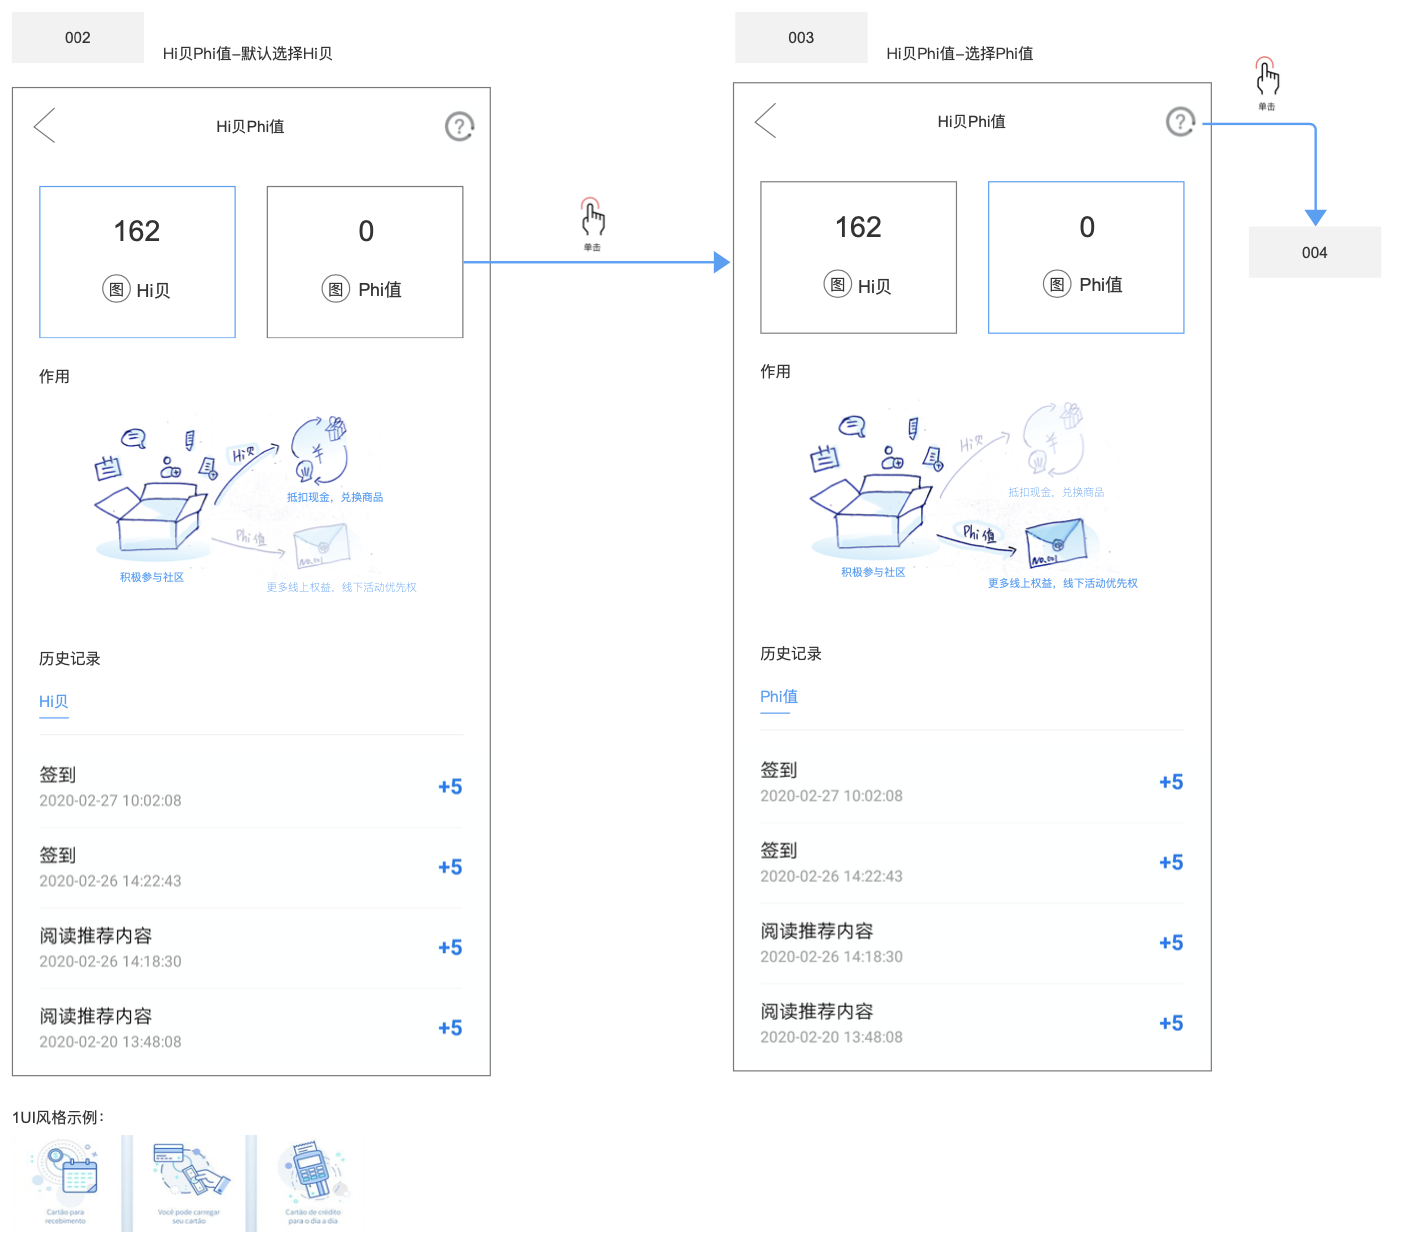 002
Hi贝Phi值-默认选择Hi贝
Hi贝Phi值
?
162
图 Hi贝
0
图 Phi值
作用
Hi贝
¥
抵扣现金，兑换商品
Phi值
No.001
积极参与社区
更多线上权益，线下活动优先权
历史记录
Hi贝
签到
2020-02-27 10:02:08
+5
签到
2020-02-26 14:22:43
+5
阅读推荐内容
2020-02-26 14:18:30
+5
阅读推荐内容
2020-02-20 13:48:08
+5
单击
003
Hi贝Phi值-选择Phi值
Hi贝Phi值
?
162
图 Hi贝
0
图 Phi值
作用
Hi贝
¥
抵扣现金，兑换商品
Phi值
No.001
积极参与社区
更多线上权益，线下活动优先权
历史记录
Phi值
签到
2020-02-27 10:02:08
+5
签到
2020-02-26 14:22:43
+5
阅读推荐内容
2020-02-26 14:18:30
+5
阅读推荐内容
2020-02-20 13:48:08
+5
单击
004
1UI风格示例：
Cartão para
recebimento
Você pode carregar
seu cartão
Cartão de crédito
para o dia a dia